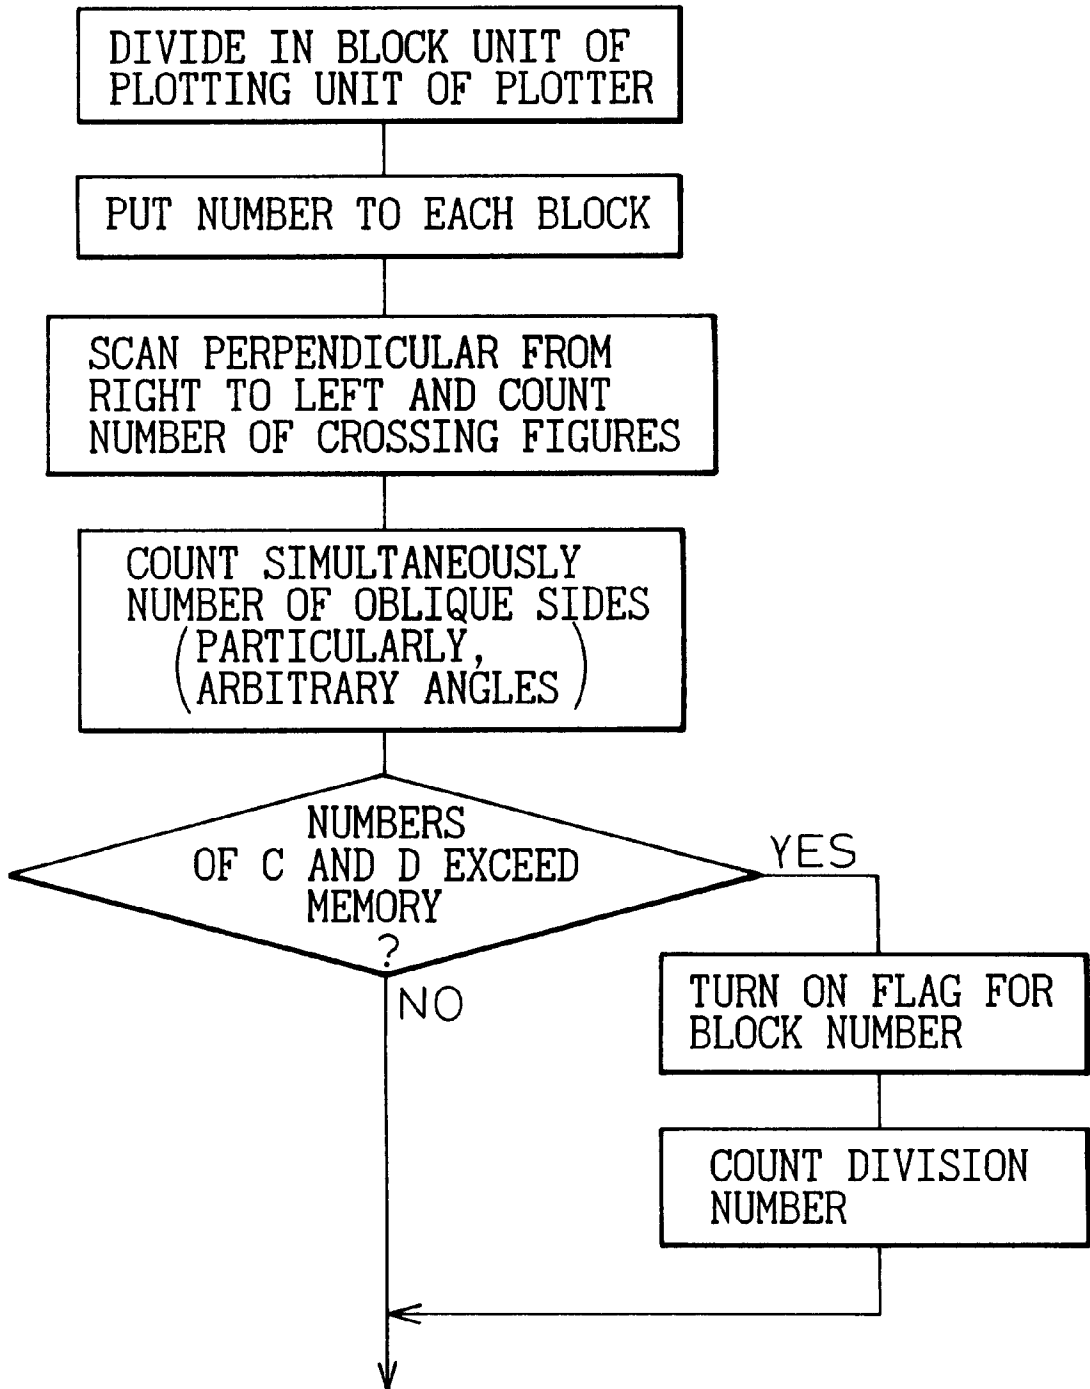 DIVIDE IN BLOCK UNIT OF
PLOTTING UNIT OF PLOTTER
PUT NUMBER TO EACH BLOCK
SCAN PERPENDICULAR FROM
RIGHT TO LEFT AND COUNT
NUMBER OF CROSSING FIGURES
COUNT SIMULTANEOUSLY
NUMBER OF OBLIQUE SIDES
(PARTICULARLY,
ARBITRARY ANGLES)
NUMBERS
OF C AND D EXCEED
MEMORY
?
YES
NO
TURN ON FLAG FOR
BLOCK NUMBER
COUNT DIVISION
NUMBER